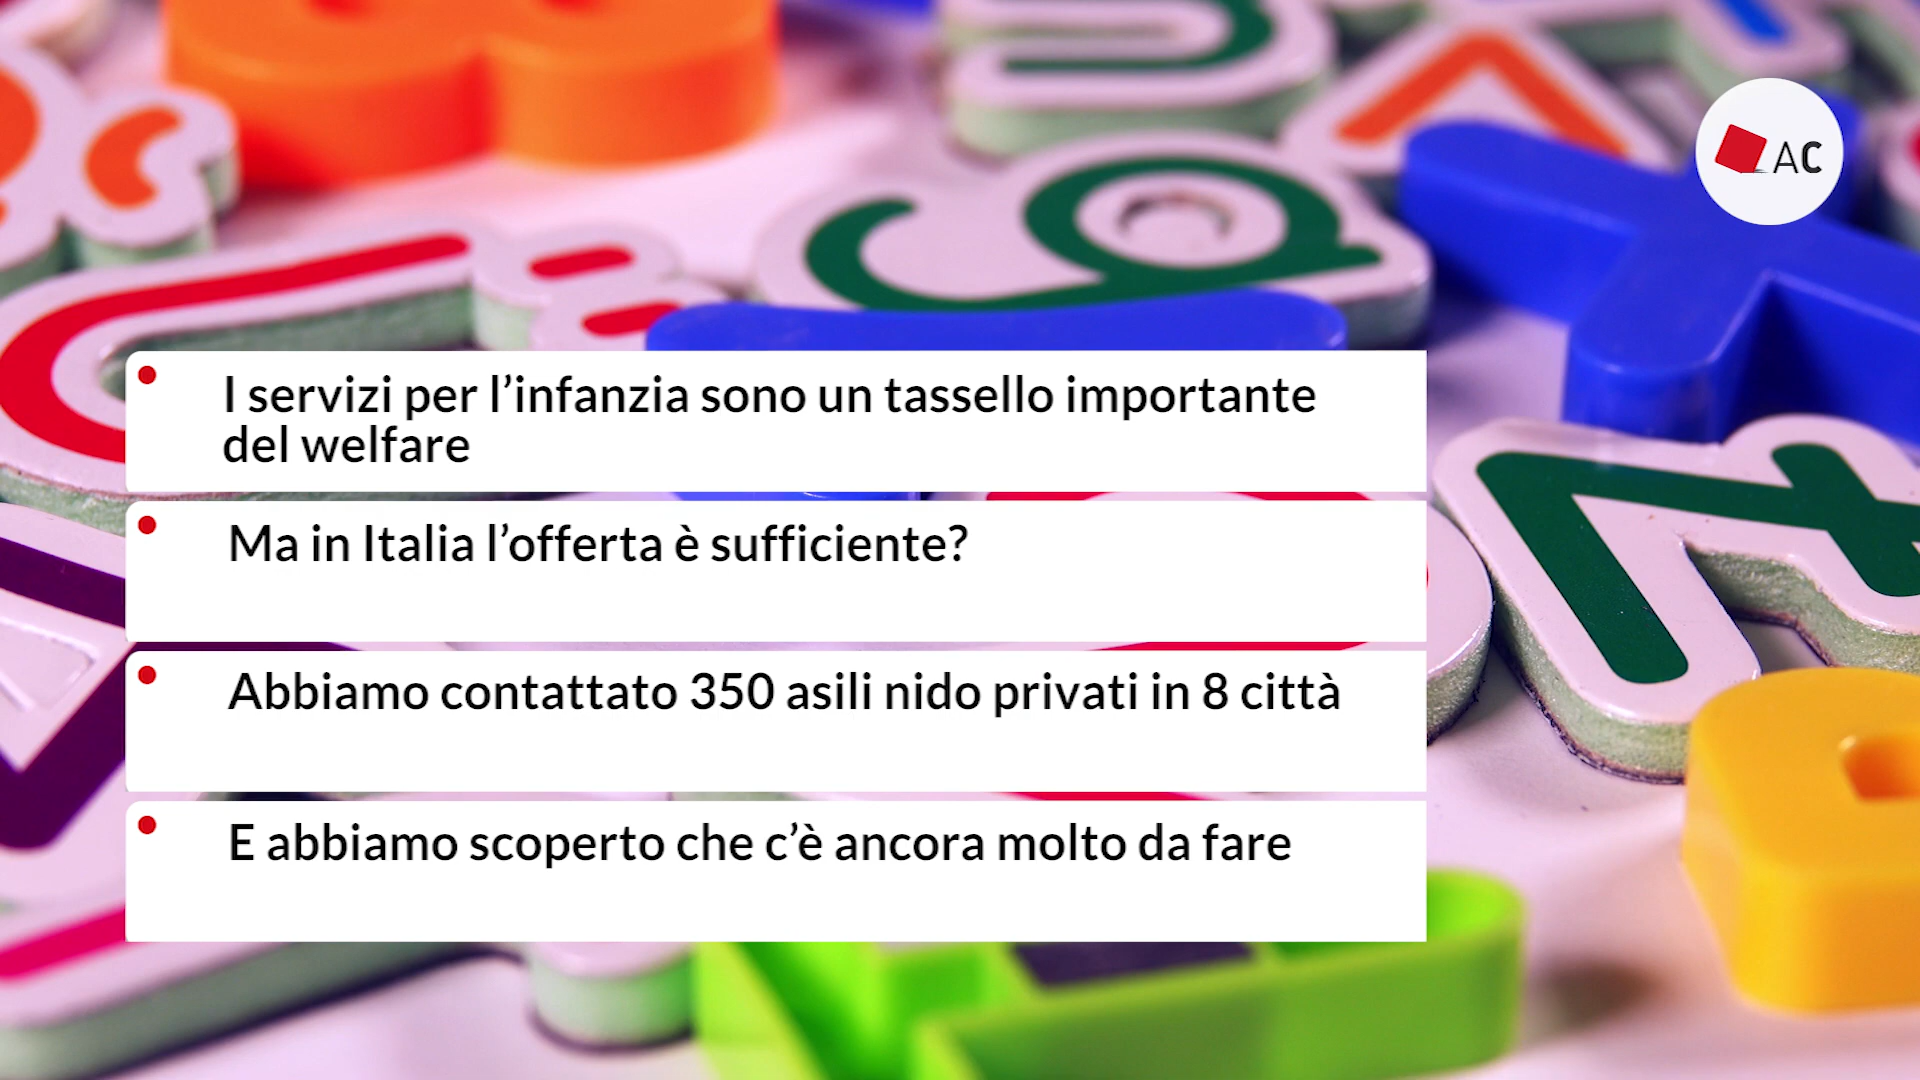 AC
I servizi per l’infanzia sono un tassello importante
del welfare
Ma in Italia l’offerta è sufficiente?
Abbiamo contattato 350 asili nido privati in 8 città
E abbiamo scoperto che c’è ancora molto da fare